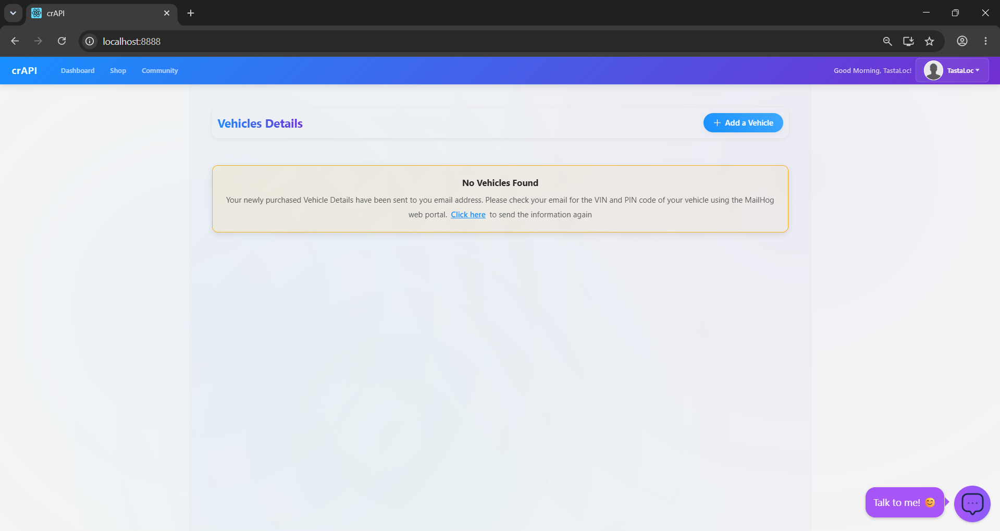 crAPI
localhost:8888
crAPI
Dashboard
Shop
Community
Good Morning, TastaLoc!
TastaLoc
Vehicles Details
Add a Vehicle
No Vehicles Found
Your newly purchased Vehicle Details have been sent to you email address. Please check your email for the VIN and PIN code of your vehicle using the MailHog
web portal. Click here to send the information again
Talk to me! 😊